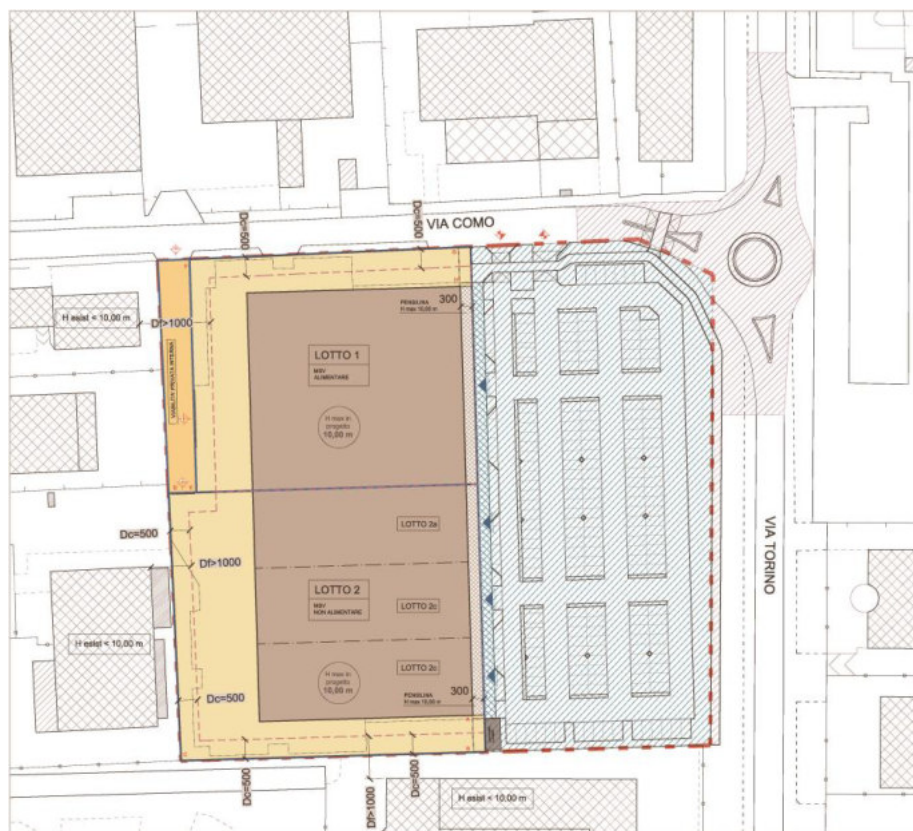 VIA COMO
Dc=500
Dc=500
H esist < 10,00 m
Df>1000
PENSILINA
H max 10,00 m
300
VIABILITA' PRIVATA INTERNA
LOTTO 1
MSV
ALIMENTARE
H max in
progetto
10,00 m
Dc=500
LOTTO 2a
VIA TORINO
Df>1000
LOTTO 2
MSV
NON ALIMENTARE
LOTTO 2c
H esist < 10,00 m
LOTTO 2c
H max in
progetto
10,00 m
Dc=500
PENSILINA
H max 10,00 m
300
Dc=500
Df>1000
Dc=500
H esist < 10,00 m